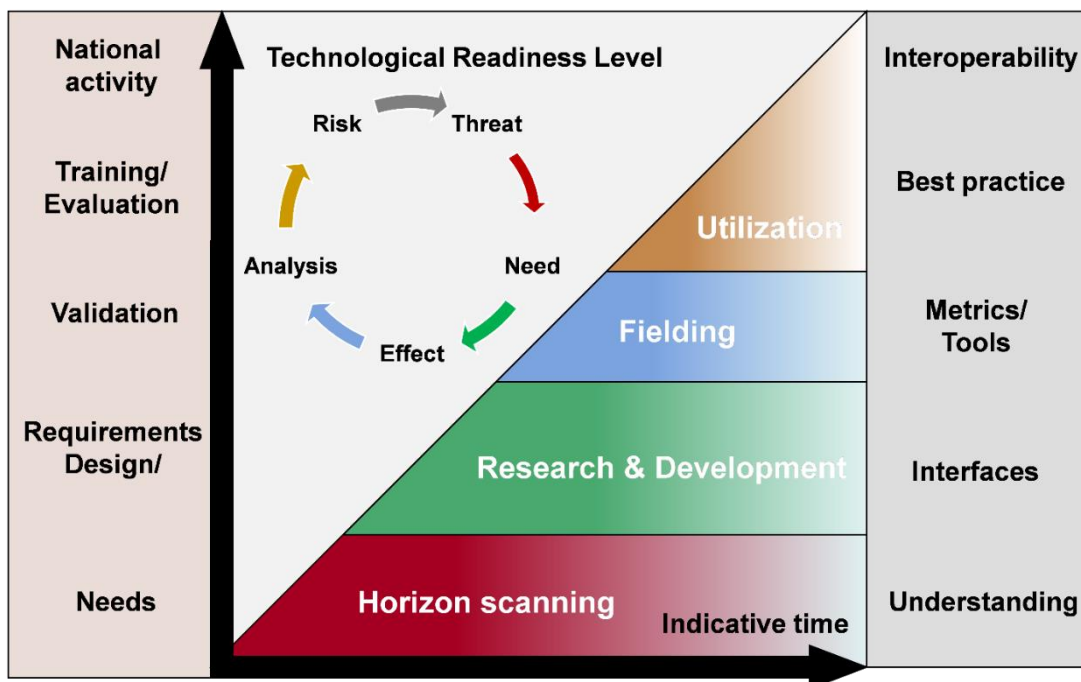 National
activity
Training/
Evaluation
Validation
Requirements
Design/
Needs
Technological Readiness Level
Risk
Threat
Analysis
Need
Effect
Utilization
Fielding
Research & Development
Horizon scanning
Indicative time
Interoperability
Best practice
Metrics/
Tools
Interfaces
Understanding